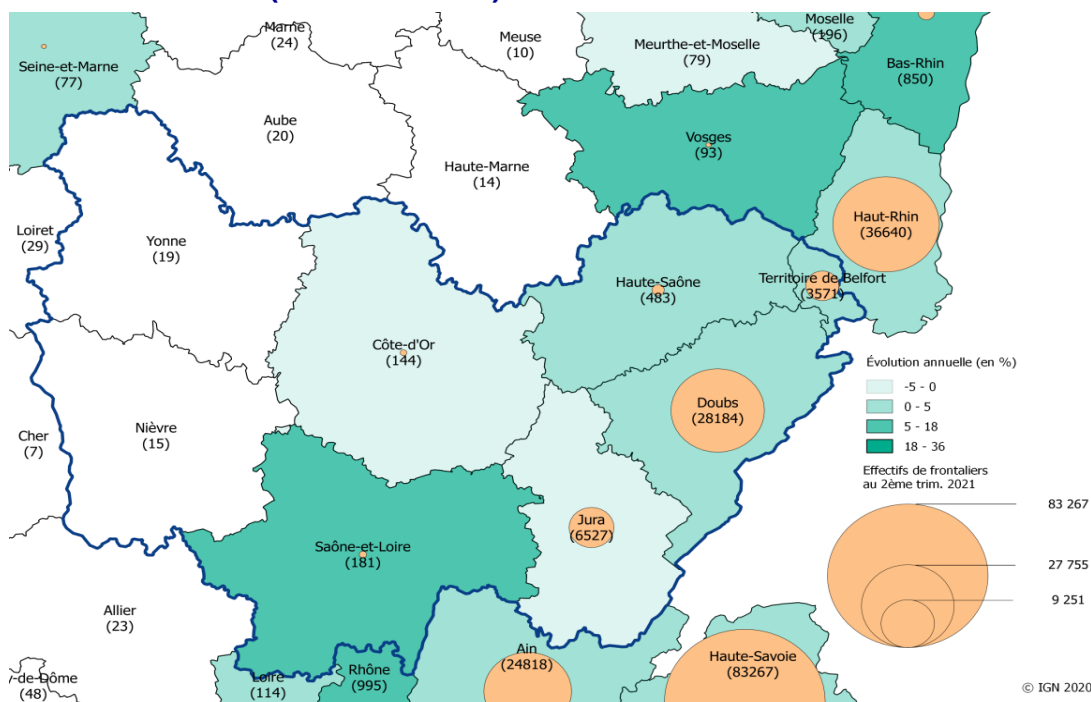 Marne
(24)
Meuse
(10)
Moselle
(196)
Meurthe-et-Moselle
(79)
Seine-et-Marne
(77)
Bas-Rhin
(850)
Aube
(20)
Vosges
(93)
Haute-Marne
(14)
Haut-Rhin
(36640)
Loiret
(29)
Yonne
(19)
Haute-Saône
(483)
Territoire de Belfort
(3571)
Côte-d'Or
(144)
Évolution annuelle (en %)
-5 - 0
0 - 5
5 - 18
18 - 36
Doubs
(28184)
Nièvre
(15)
Cher
(7)
Effectifs de frontaliers
au 2ème trim. 2021
83 267
27 755
9 251
Jura
(6527)
Saône-et-Loire
(181)
Allier
(23)
Ain
(24818)
Haute-Savoie
(83267)
Rhône
(995)
Loire
(114)
y-de-Dôme
(48)
© IGN 2020